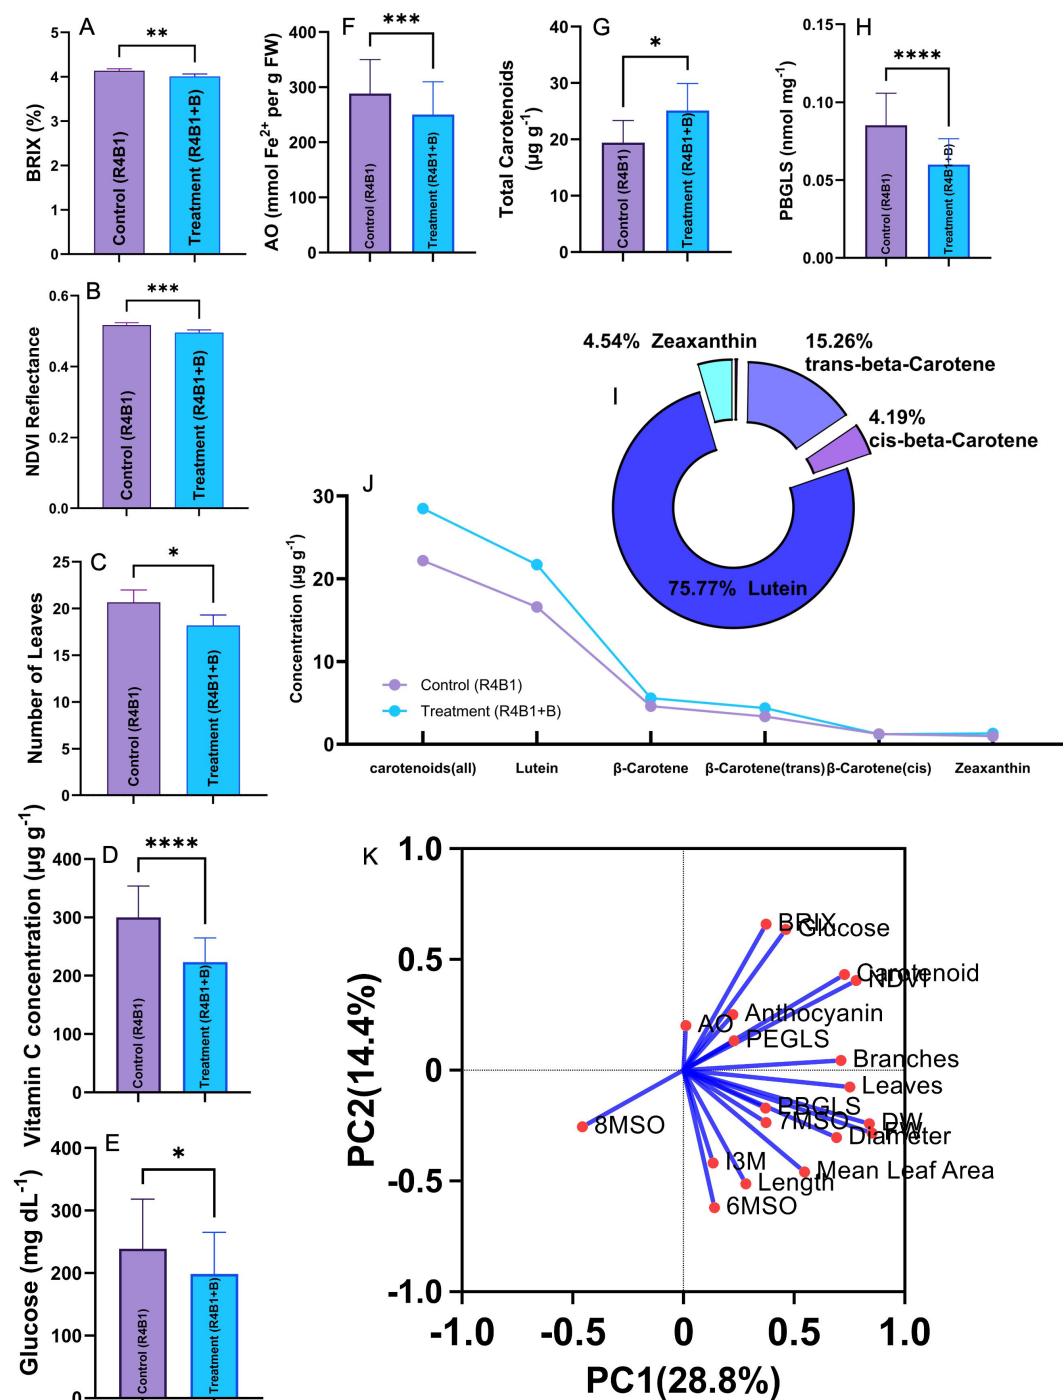 A
**
BRIX (%)
5
4
3
2
1
0
Control (R4B1)
Treatment (R4B1+B)
F
***
AO (mmol Fe2+ per g FW)
400
300
200
100
0
Control (R4B1)
Treatment (R4B1+B)
G
*
Total Carotenoids
(µg g-1)
40
30
20
10
0
Control (R4B1)
Treatment (R4B1+B)
H
****
PBGLS (nmol mg-1)
0.15
0.10
0.05
0.00
Control (R4B1)
Treatment (R4B1+B)
B
***
NDVI Reflectance
0.6
0.4
0.2
0.0
Control (R4B1)
Treatment (R4B1+B)
I
4.54% Zeaxanthin
15.26%
trans-beta-Carotene
4.19%
cis-beta-Carotene
75.77% Lutein
C
*
Number of Leaves
25
20
15
10
5
0
Control (R4B1)
Treatment (R4B1+B)
J
Concentration (µg g-1)
30
20
10
0
Control (R4B1)
Treatment (R4B1+B)
carotenoids(all)
Lutein
β-Carotene
β-Carotene(trans)
β-Carotene(cis)
Zeaxanthin
D
****
Vitamin C concentration (µg g-1)
400
300
200
100
0
Control (R4B1)
Treatment (R4B1+B)
E
*
Glucose (mg dL-1)
400
300
200
100
0
Control (R4B1)
Treatment (R4B1+B)
K
PC2(14.4%)
1.0
0.5
0
-0.5
-1.0
BRIX
Glucose
Carotenoid
NDVI
Anthocyanin
AO
PEGLS
Branches
Leaves
PBGLS
7MSO
DW
FW
Diameter
8MSO
I3M
Mean Leaf Area
Length
6MSO
-1.0
-0.5
0
0.5
1.0
PC1(28.8%)